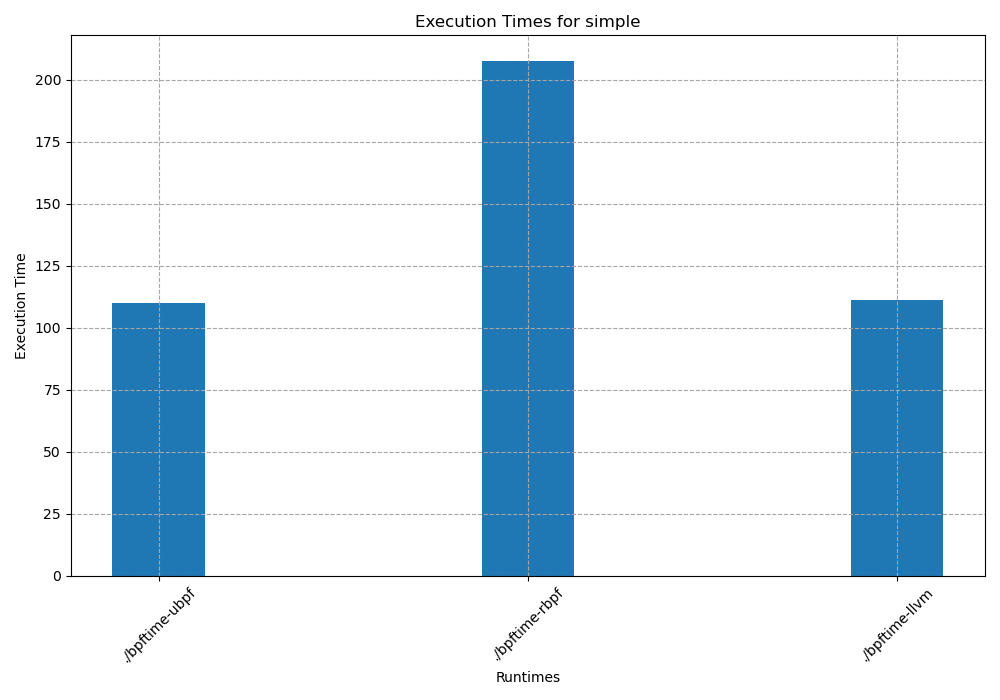 Execution Times for simple
Execution Time
200
175
150
125
100
75
50
25
0
./bpftime-ubpf
./bpftime-rbpf
./bpftime-llvm
Runtimes